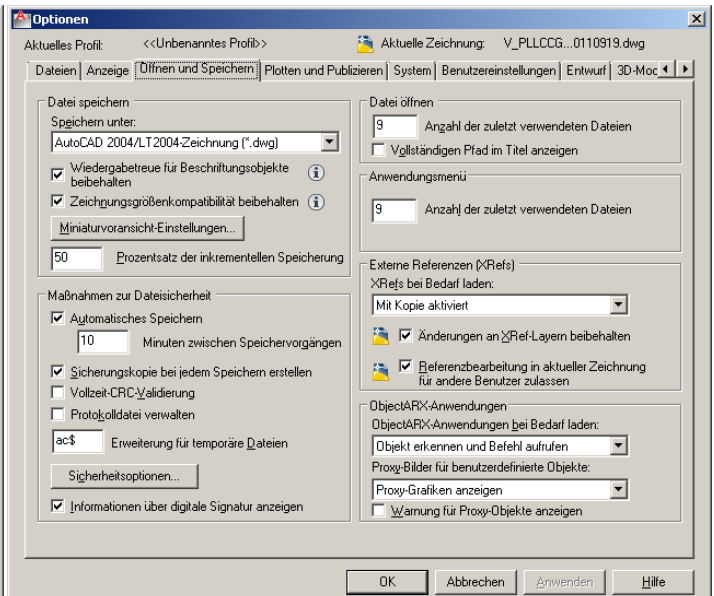 Optionen
Aktuelles Profil: <<Unbenanntes Profil>> Aktuelle Zeichnung: V_PLLCCG...0110919.dwg
Dateien Anzeige Öffnen und Speichern Plotten und Publizieren System Benutzereinstellungen Entwurf 3D-Moc
Datei speichern
Speichern unter:
AutoCAD 2004/LT2004-Zeichnung (*.dwg)
Wiedergabetreue für Beschriftungsobjekte
beibehalten
Zeichnungsgrößenkompatibilität beibehalten
Miniaturvoransicht-Einstellungen...
50 Prozentsatz der inkrementellen Speicherung
Maßnahmen zur Dateisicherheit
Automatisches Speichern
10 Minuten zwischen Speichervorgängen
Sicherungskopie bei jedem Speichern erstellen
Vollzeit-CRC-Validierung
Protokolldatei verwalten
ac$ Erweiterung für temporäre Dateien
Sicherheitsoptionen...
Informationen über digitale Signatur anzeigen
Datei öffnen
9 Anzahl der zuletzt verwendeten Dateien
Vollständigen Pfad im Titel anzeigen
Anwendungsmenü
9 Anzahl der zuletzt verwendeten Dateien
Externe Referenzen (XRefs)
XRefs bei Bedarf laden:
Mit Kopie aktiviert
Änderungen an XRef-Layern beibehalten
Referenzbearbeitung in aktueller Zeichnung
für andere Benutzer zulassen
ObjectARX-Anwendungen
ObjectARX-Anwendungen bei Bedarf laden:
Objekt erkennen und Befehl aufrufen
Proxy-Bilder für benutzerdefinierte Objekte:
Proxy-Grafiken anzeigen
Warnung für Proxy-Objekte anzeigen
OK Abbrechen Anwenden Hilfe